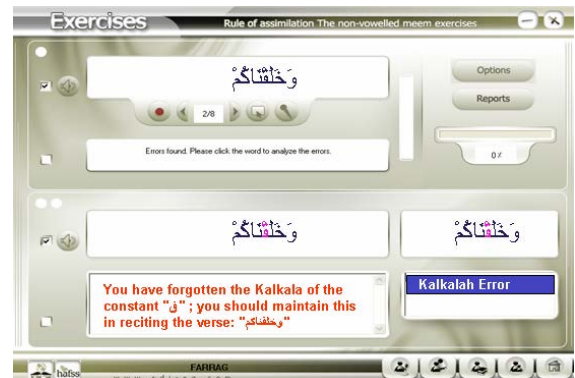 Exercises
Rule of assimilation The non-vowelled meem exercises
وَخَلَقْنَاكُمْ
Options
2/8
Reports
Errors found. Please click the word to analyze the errors.
0%
وَخَلَقْنَاكُمْ
وَخَلَقْنَاكُمْ
You have forgotten the Kalkala of the
constant "ق" ; you should maintain this
in reciting the verse: "وخلقناكم"
Kalkalah Error
hafss
FARRAG